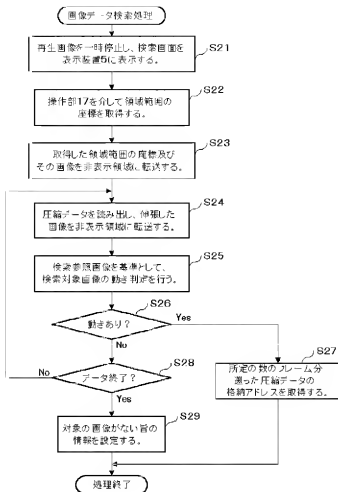 画像データ検索処理
S21
再生画像を一時停止し、検索画面を
表示装置5に表示する。
S22
操作部17を介して領域範囲の
座標を取得する。
S23
取得した領域範囲の座標及び
その画像を非表示領域に転送する。
S24
圧縮データを読み出し、伸張した
画像を非表示領域に転送する。
S25
検索参照画像を基準として、
検索対象画像の動き判定を行う。
S26
動きあり?
Yes
No
S27
所定の数のフレーム分
遡った圧縮データの
格納アドレスを取得する。
S28
No
データ終了?
Yes
S29
対象の画像がない旨の
情報を設定する。
処理終了